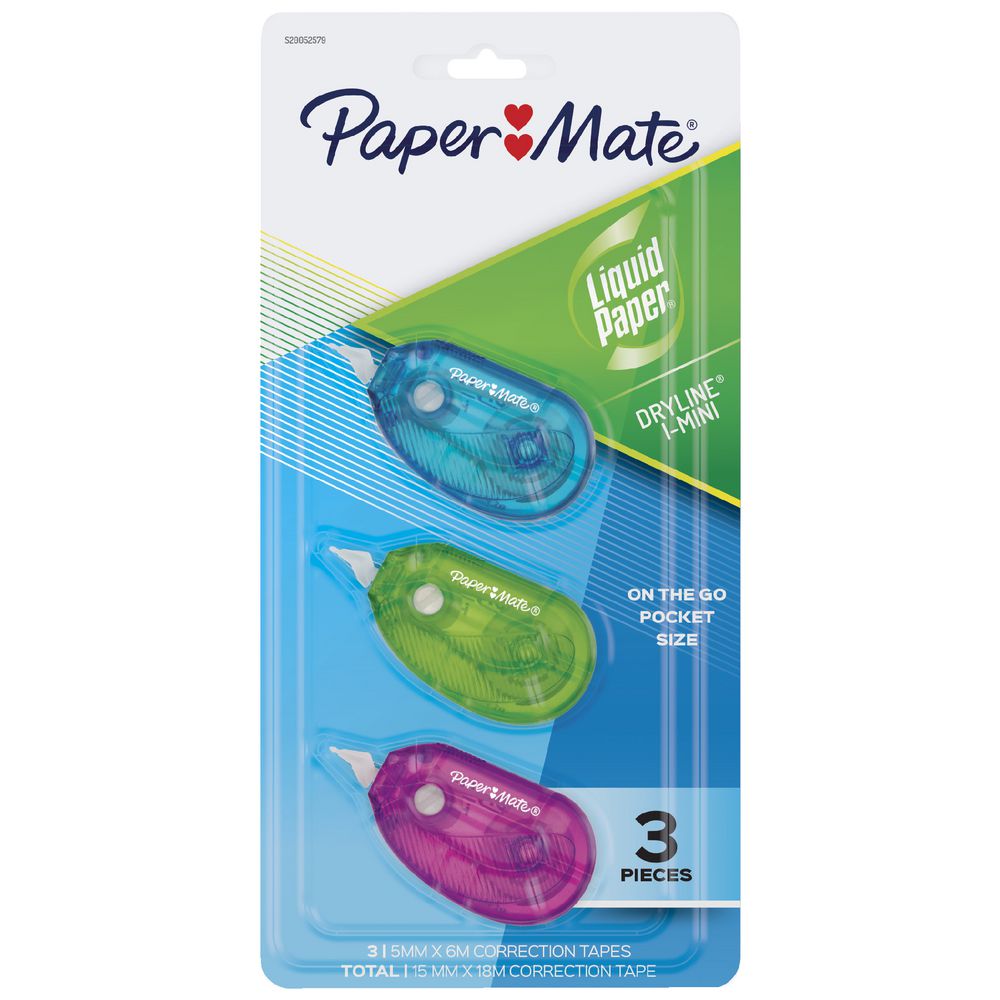 S20052579
Paper Mate®
Liquid
Paper®
DRYLINE®
I-MINI
Paper Mate®
Paper Mate®
ON THE GO
POCKET
SIZE
Paper Mate®
3
PIECES
3 | 5MM X 6M CORRECTION TAPES
TOTAL | 15 MM X 18M CORRECTION TAPE